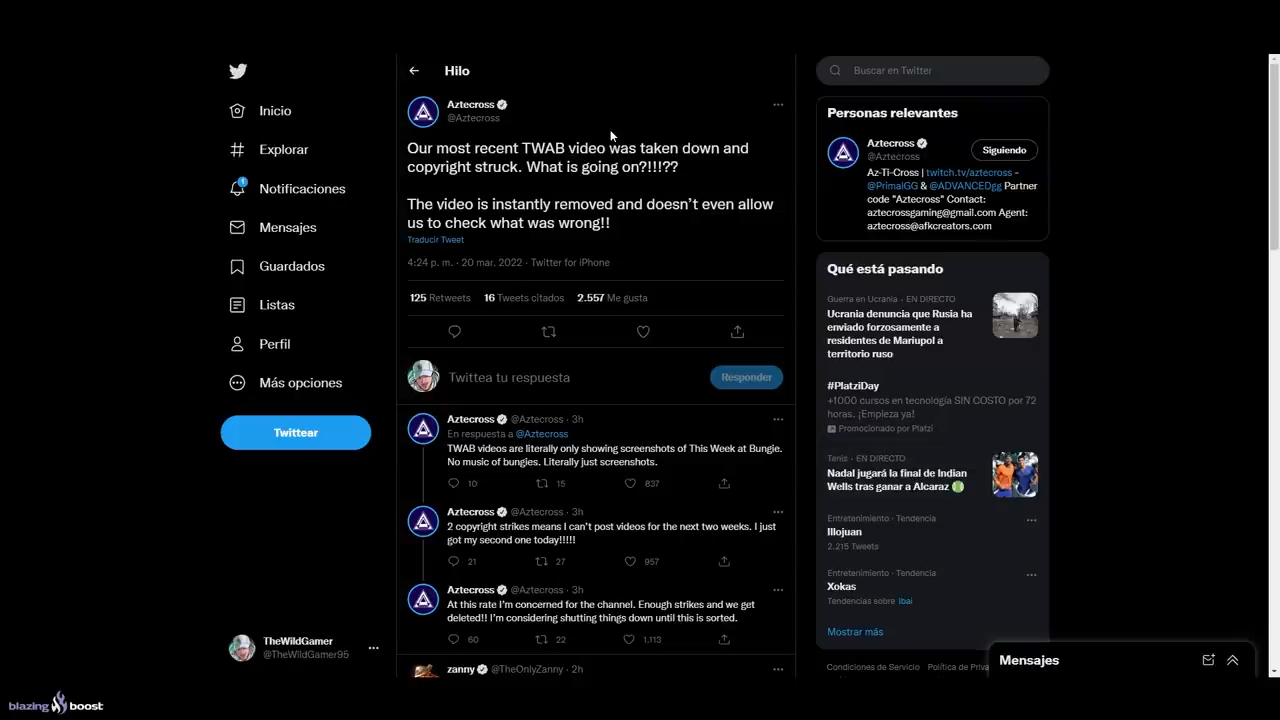 Inicio
Explorar
1
Notificaciones
Mensajes
Guardados
Listas
Perfil
Más opciones
Twittear
TheWildGamer
@TheWildGamer95
Hilo
Aztecross
@Aztecross
Our most recent TWAB video was taken down and
copyright struck. What is going on?!!!??
The video is instantly removed and doesn’t even allow
us to check what was wrong!!
Traducir Tweet
4:24 p. m. · 20 mar. 2022 · Twitter for iPhone
125 Retweets 16 Tweets citados 2.557 Me gusta
Twittea tu respuesta
Responder
Aztecross @Aztecross · 3h
En respuesta a @Aztecross
TWAB videos are literally only showing screenshots of This Week at Bungie.
No music of bungies. Literally just screenshots.
10 15 837
Aztecross @Aztecross · 3h
2 copyright strikes means I can’t post videos for the next two weeks. I just
got my second one today!!!!!
21 27 957
Aztecross @Aztecross · 3h
At this rate I’m concerned for the channel. Enough strikes and we get
deleted!! I’m considering shutting things down until this is sorted.
60 22 1.113
zanny @TheOnlyZanny · 2h
Buscar en Twitter
Personas relevantes
Aztecross
@Aztecross
Siguiendo
Az-Ti-Cross | twitch.tv/aztecross -
@PrimalGG & @ADVANCEDgg Partner
code "Aztecross" Contact:
aztecrossgaming@gmail.com Agent:
aztecross@afkcreators.com
Qué está pasando
Guerra en Ucrania · EN DIRECTO
Ucrania denuncia que Rusia ha
enviado forzosamente a
residentes de Mariupol a
territorio ruso
#PlatziDay
+1000 cursos en tecnología SIN COSTO por 72
horas. ¡Empieza ya!
Promocionado por Platzi
Tenis · EN DIRECTO
Nadal jugará la final de Indian
Wells tras ganar a Alcaraz
Entretenimiento · Tendencia
Illojuan
2.215 Tweets
Entretenimiento · Tendencia
Xokas
Tendencias sobre Ibai
Mostrar más
Condiciones de Servicio Política de Priva
Mensajes
blazing boost